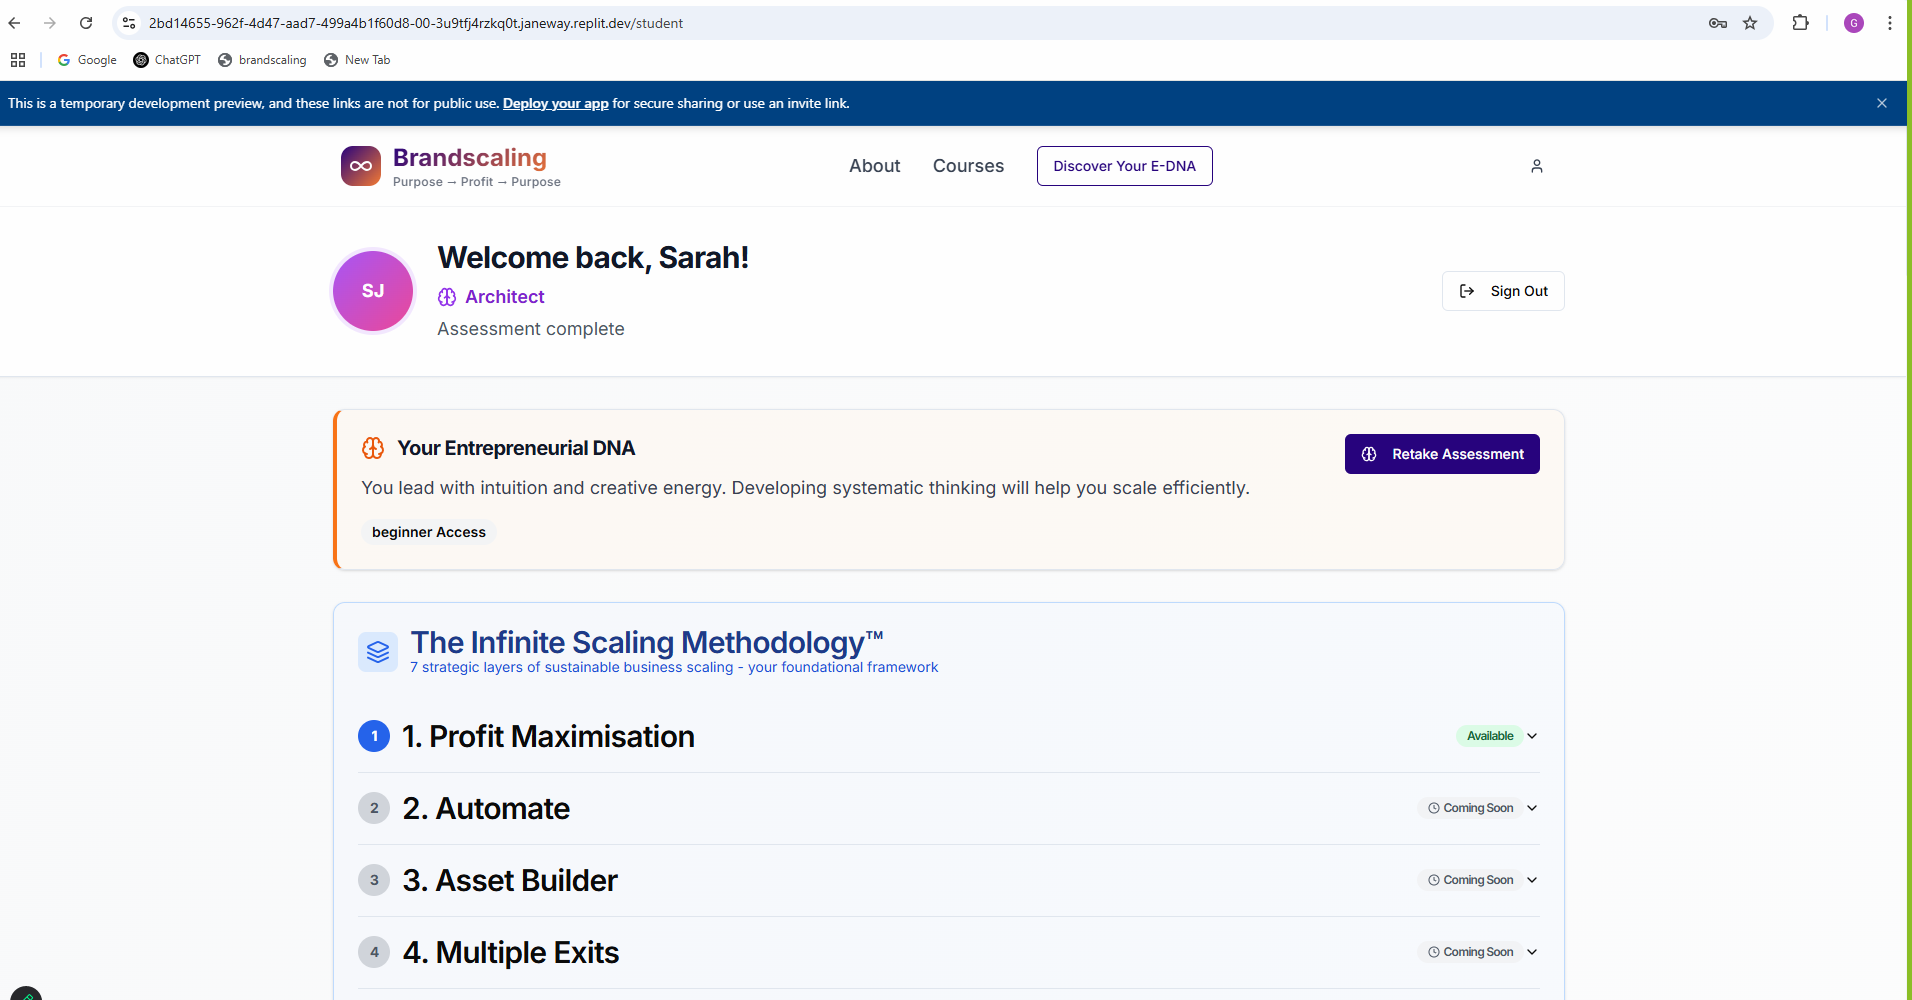 2bd14655-962f-4d47-aad7-499a4b1f60d8-00-3u9tfj4rzkq0t.janeway.replit.dev/student
G
Google
ChatGPT
brandscaling
New Tab
This is a temporary development preview, and these links are not for public use. Deploy your app for secure sharing or use an invite link.
Brandscaling
Purpose → Profit → Purpose
About
Courses
Discover Your E-DNA
SJ
Welcome back, Sarah!
Architect
Assessment complete
Sign Out
Your Entrepreneurial DNA
Retake Assessment
You lead with intuition and creative energy. Developing systematic thinking will help you scale efficiently.
beginner Access
The Infinite Scaling Methodology™
7 strategic layers of sustainable business scaling - your foundational framework
1
1. Profit Maximisation
Available
2
2. Automate
Coming Soon
3
3. Asset Builder
Coming Soon
4
4. Multiple Exits
Coming Soon